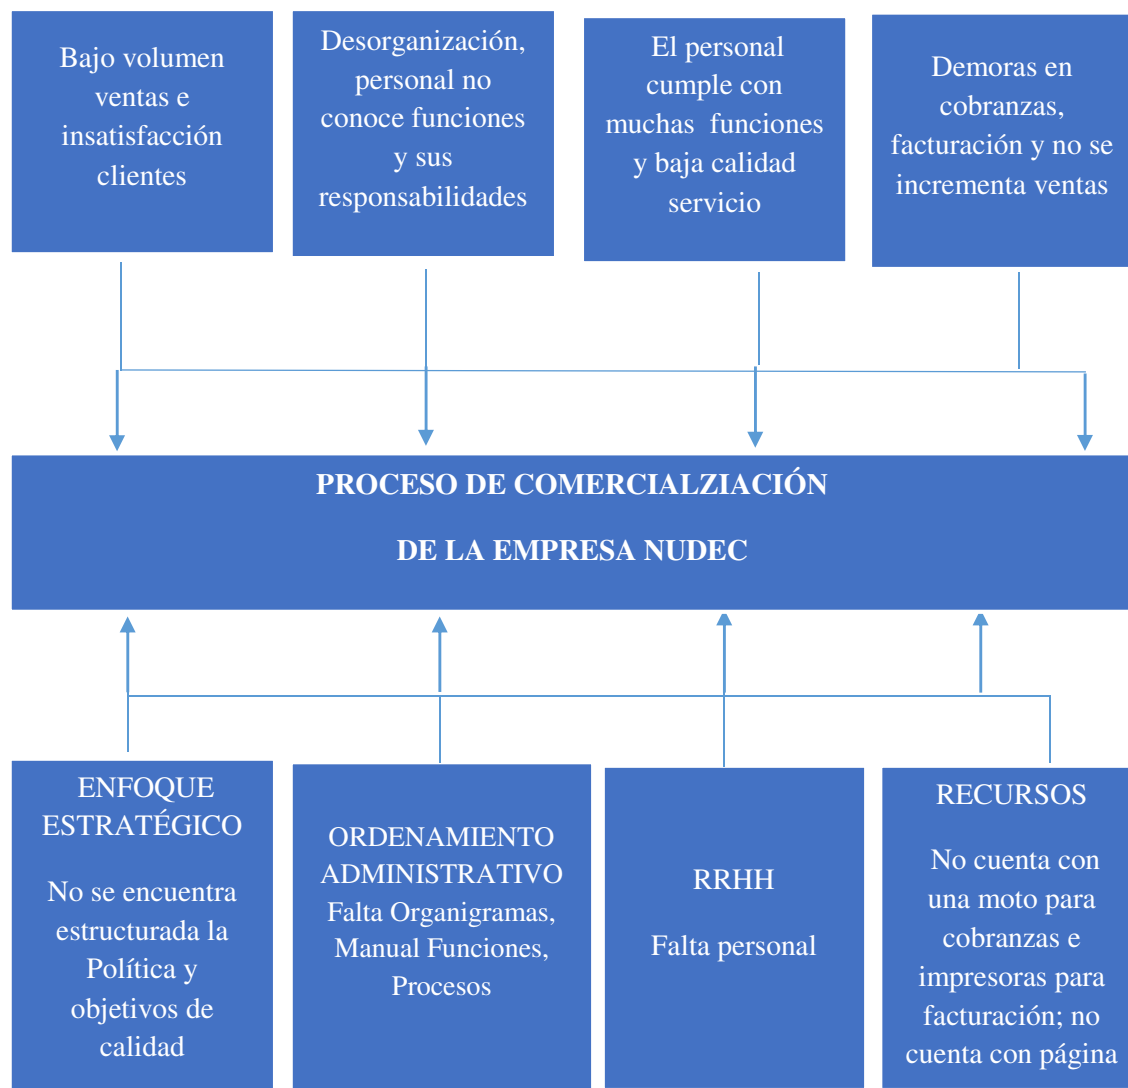 Bajo volumen
ventas e
insatisfacción
clientes
Desorganización,
personal no
conoce funciones
y sus
responsabilidades
El personal
cumple con
muchas funciones
y baja calidad
servicio
Demoras en
cobranzas,
facturación y no se
incrementa ventas
PROCESO DE COMERCIALZIACIÓN
DE LA EMPRESA NUDEC
ENFOQUE
ESTRATÉGICO
No se encuentra
estructurada la
Política y
objetivos de
calidad
ORDENAMIENTO
ADMINISTRATIVO
Falta Organigramas,
Manual Funciones,
Procesos
RRHH
Falta personal
RECURSOS
No cuenta con
una moto para
cobranzas e
impresoras para
facturación; no
cuenta con página